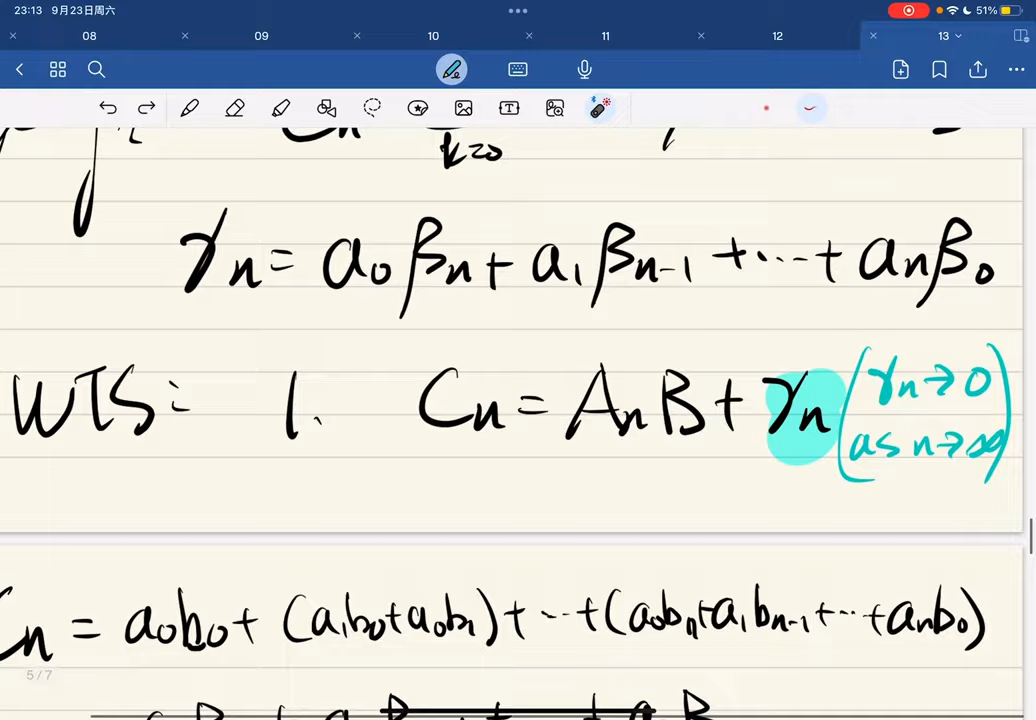 23:13 9月23日周六 51%
08 09 10 11 12 13
k=0
γn = a0βn + a1βn-1 + ... + anβ0
WTS: 1. Cn = AnB + γn (γn → 0
as n → ∞)
Cn = a0b0 + (a1b0+a0b1) + ... + (a0bn+a1bn-1+...+anb0)
5/7